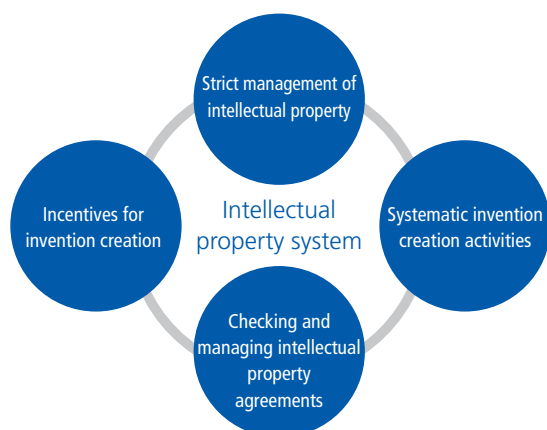 Strict management of
intellectual property
Incentives for
invention creation
Intellectual
property system
Systematic invention
creation activities
Checking and
managing intellectual
property
agreements